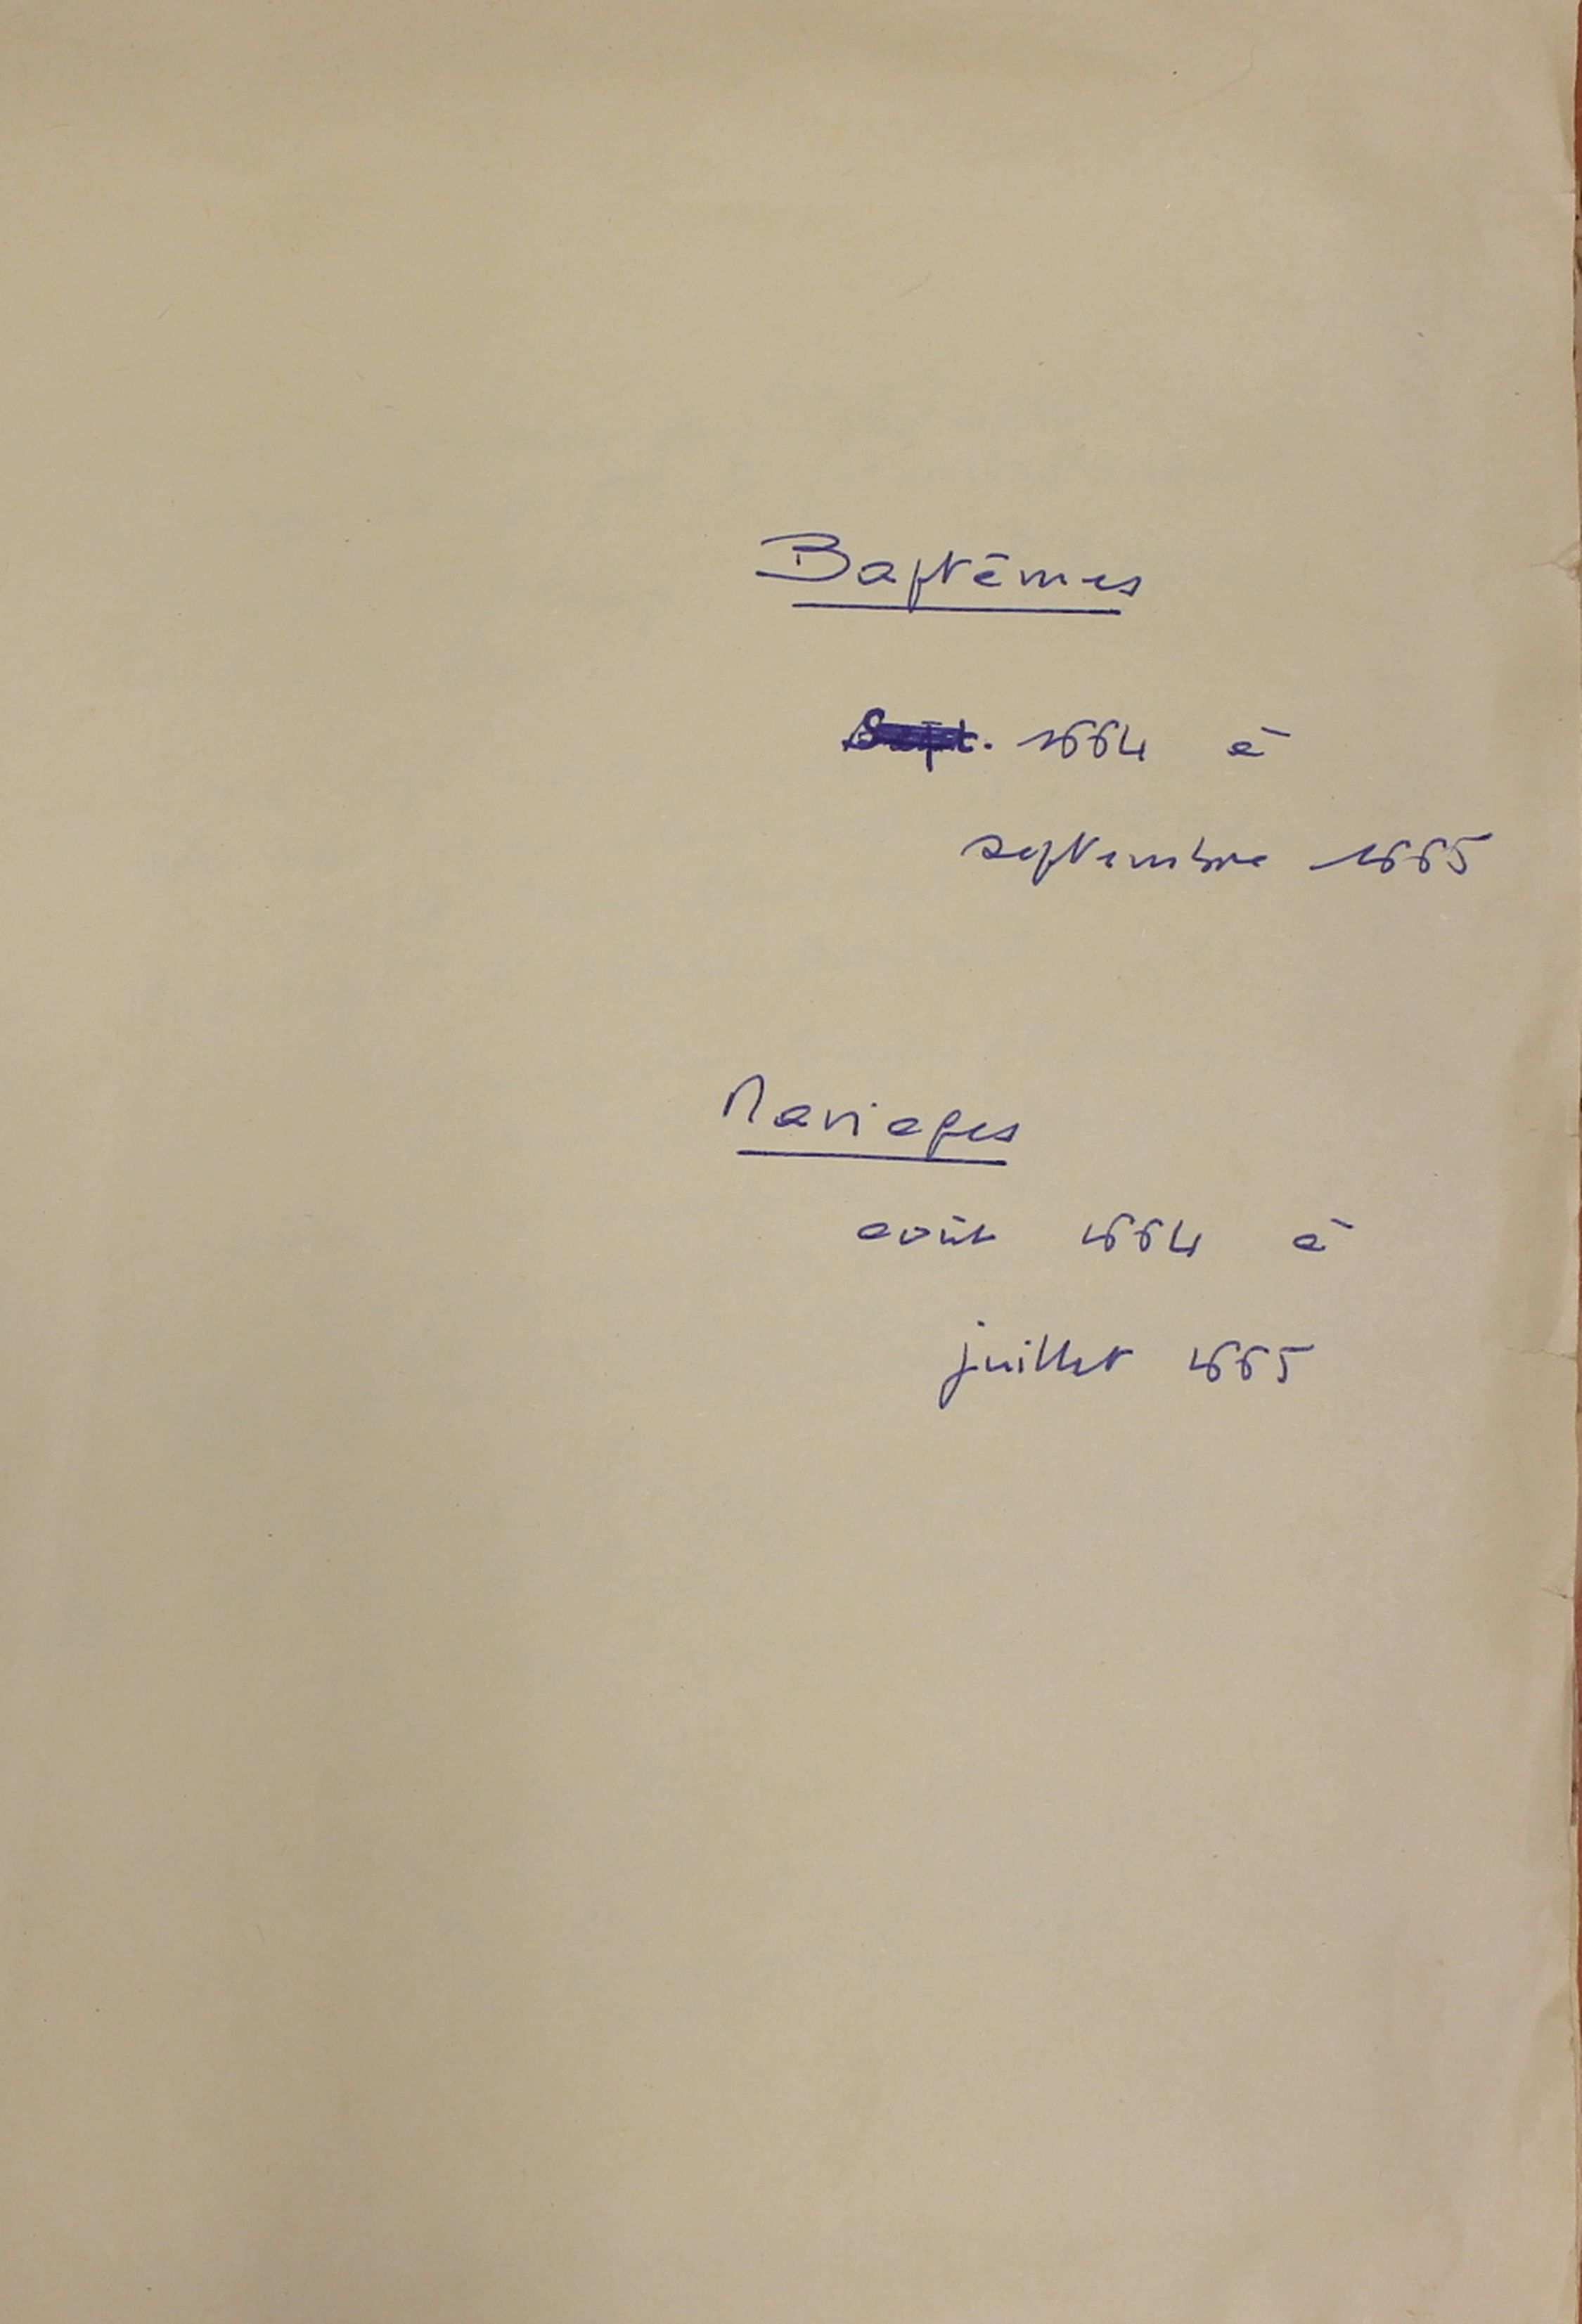 Baptêmes
1664 à
septembre 1665
Mariages
août 1664 à
juillet 1665